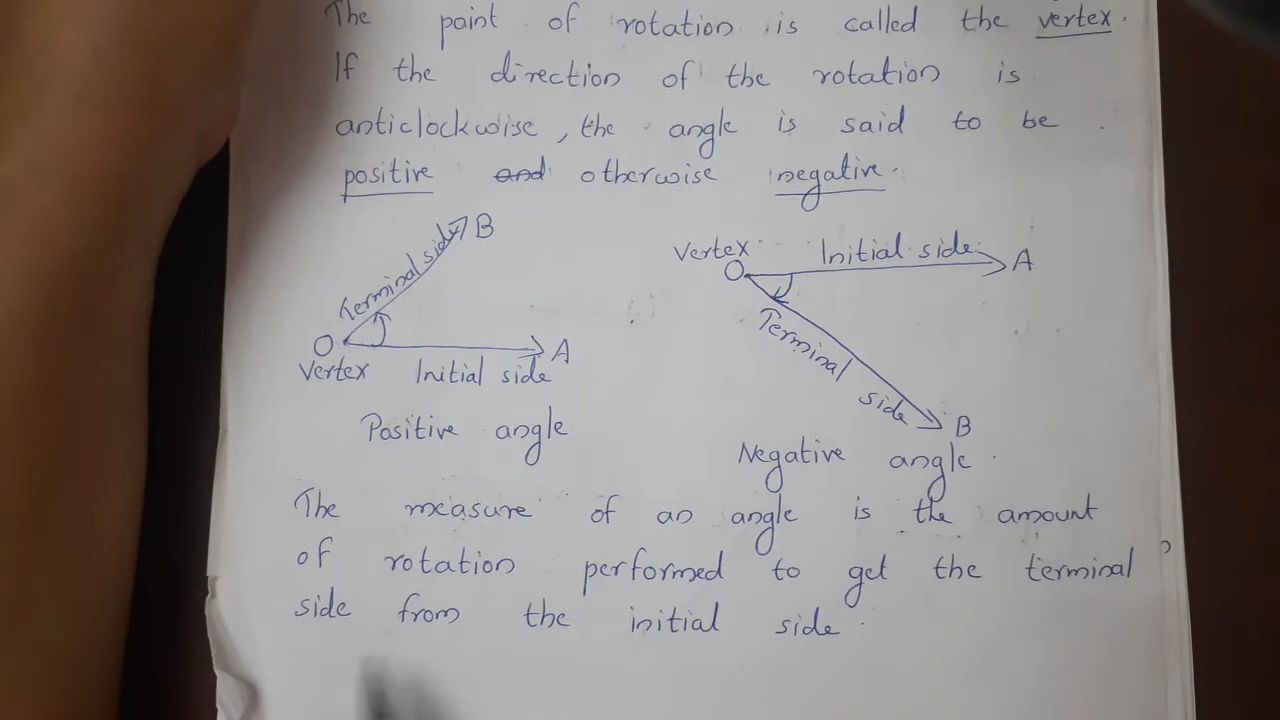 The point of rotation is called the vertex.
If the direction of the rotation is
anticlockwise, the angle is said to be
positive and otherwise negative.
Terminal side B
O A
Vertex Initial side
Positive angle
Vertex Initial side
O A
Terminal side
B
Negative angle
The measure of an angle is the amount
of rotation performed to get the terminal
side from the initial side.